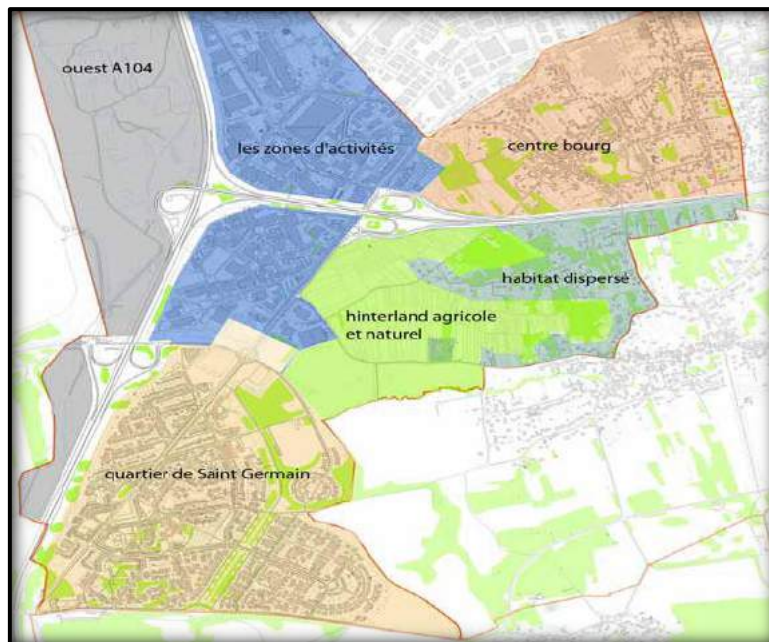 ouest A104
les zones d'activités
centre bourg
habitat dispersé
hinterland agricole
et naturel
quartier de Saint Germain